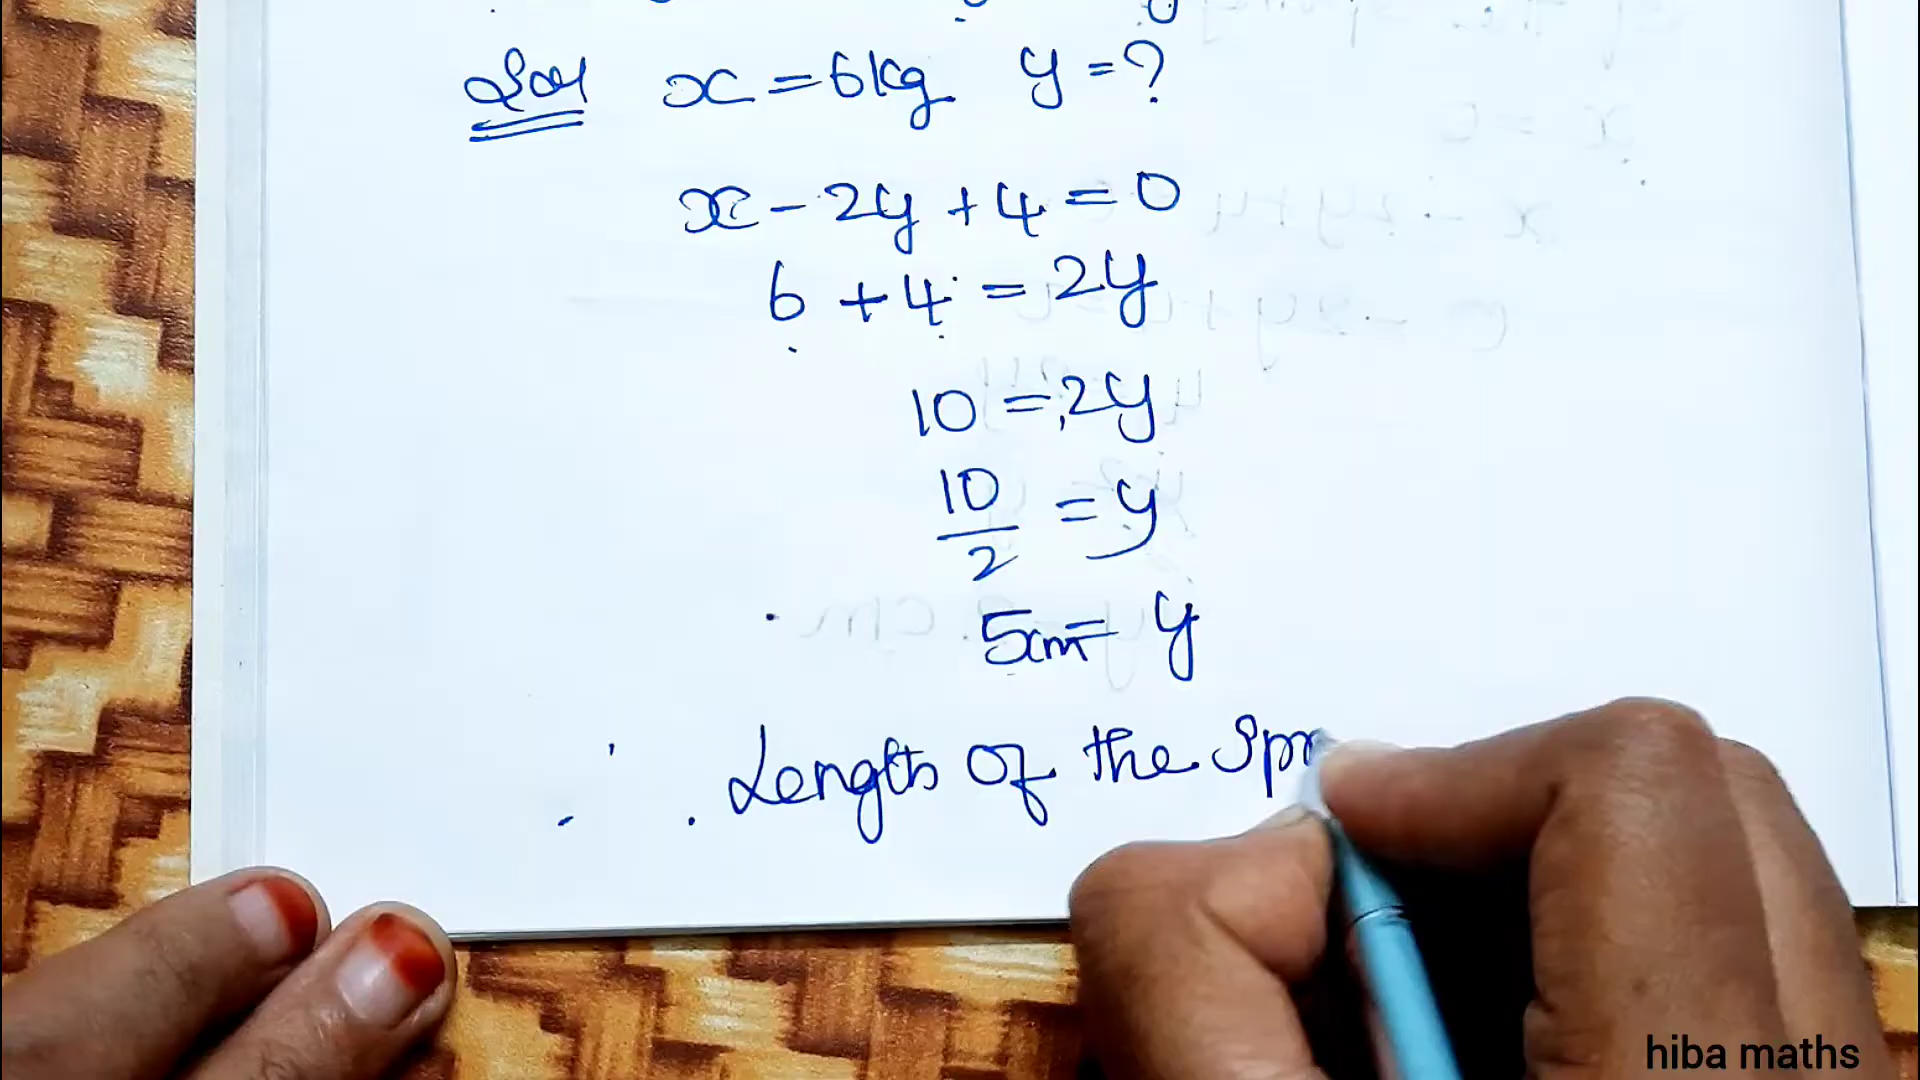 Sol x = 6kg y = ?
x - 2y + 4 = 0
6 + 4 = 2y
10 = 2y
10/2 = y
5cm = y
∴ Length of the Spr
hiba maths